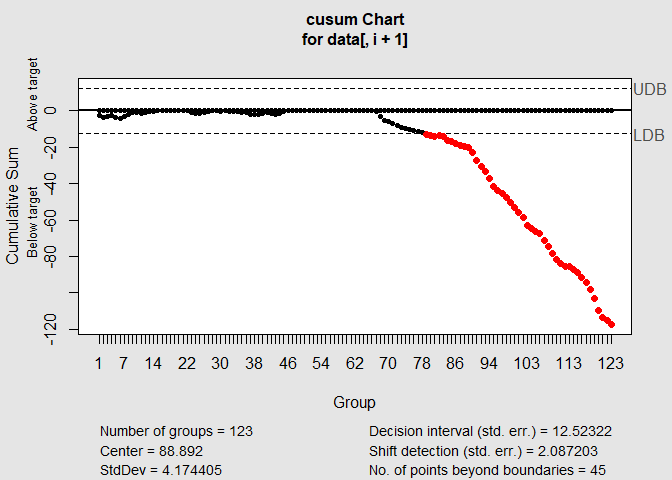 cusum Chart
for data[, i + 1]
Cumulative Sum
Above target
Below target
0
-20
-40
-60
-80
-120
UDB
LDB
1 7 14 22 30 38 46 54 62 70 78 86 94 103 113 123
Group
Number of groups = 123
Center = 88.892
StdDev = 4.174405
Decision interval (std. err.) = 12.52322
Shift detection (std. err.) = 2.087203
No. of points beyond boundaries = 45